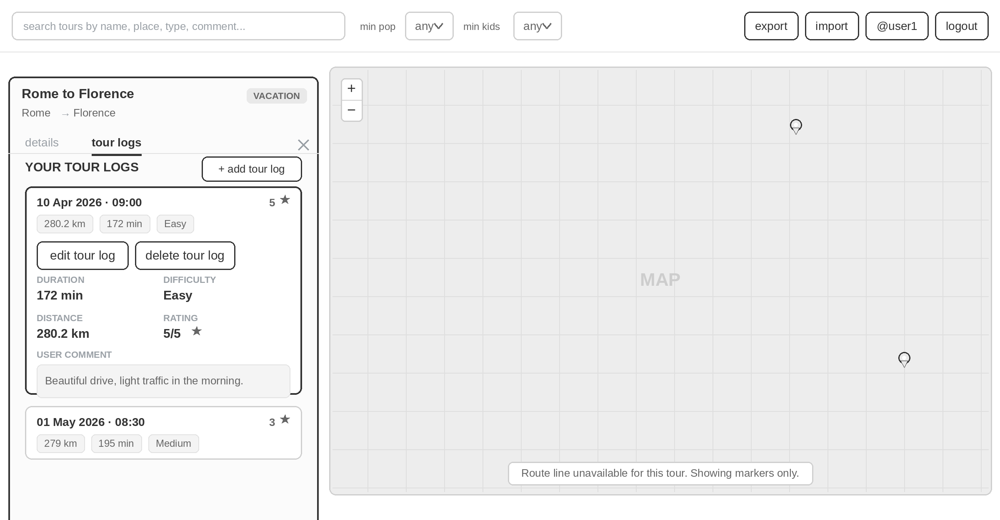 search tours by name, place, type, comment...
min pop
any
min kids
any
export
import
@user1
logout
Rome to Florence
VACATION
Rome → Florence
details
tour logs
YOUR TOUR LOGS
+ add tour log
10 Apr 2026 · 09:00
5 ★
280.2 km
172 min
Easy
edit tour log
delete tour log
DURATION
172 min
DIFFICULTY
Easy
DISTANCE
280.2 km
RATING
5/5 ★
USER COMMENT
Beautiful drive, light traffic in the morning.
01 May 2026 · 08:30
3 ★
279 km
195 min
Medium
+
−
MAP
Route line unavailable for this tour. Showing markers only.